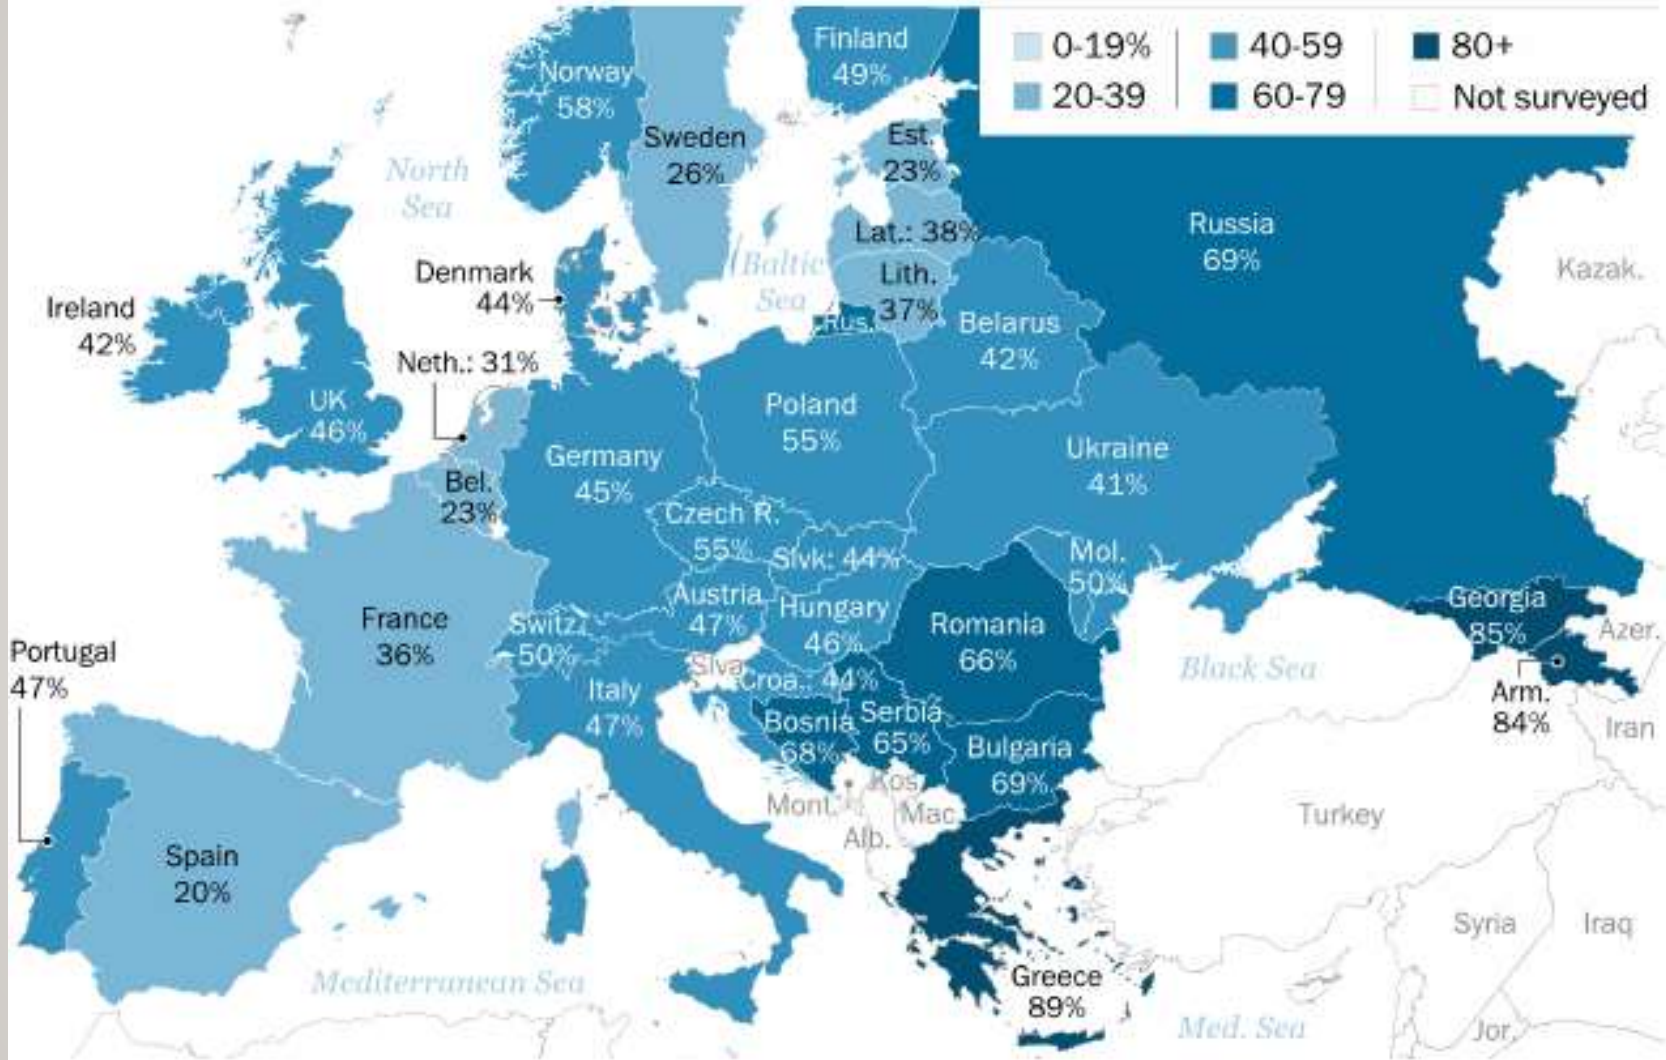 0-19%
20-39
40-59
60-79
80+
Not surveyed
Finland
49%
Norway
58%
Sweden
26%
Est.
23%
North
Sea
Russia
69%
Lat.: 38%
Baltic
Sea
Lith.
37%
Kazak.
Denmark
44%
Ireland
42%
Rus.
Belarus
42%
Neth.: 31%
UK
46%
Poland
55%
Germany
45%
Ukraine
41%
Bel.
23%
Czech R.
55%
Slvk: 44%
Mol.
50%
Austria
47%
Hungary
46%
Georgia
85%
France
36%
Switz.
50%
Romania
66%
Azer.
Portugal
47%
Slva.
Croa.: 44%
Black Sea
Italy
47%
Arm.
84%
Bosnia
68%
Serbia
65%
Bulgaria
69%
Iran
Kos.
Mont.
Mac.
Alb.
Turkey
Spain
20%
Syria
Iraq
Mediterranean Sea
Greece
89%
Med. Sea
Jor.